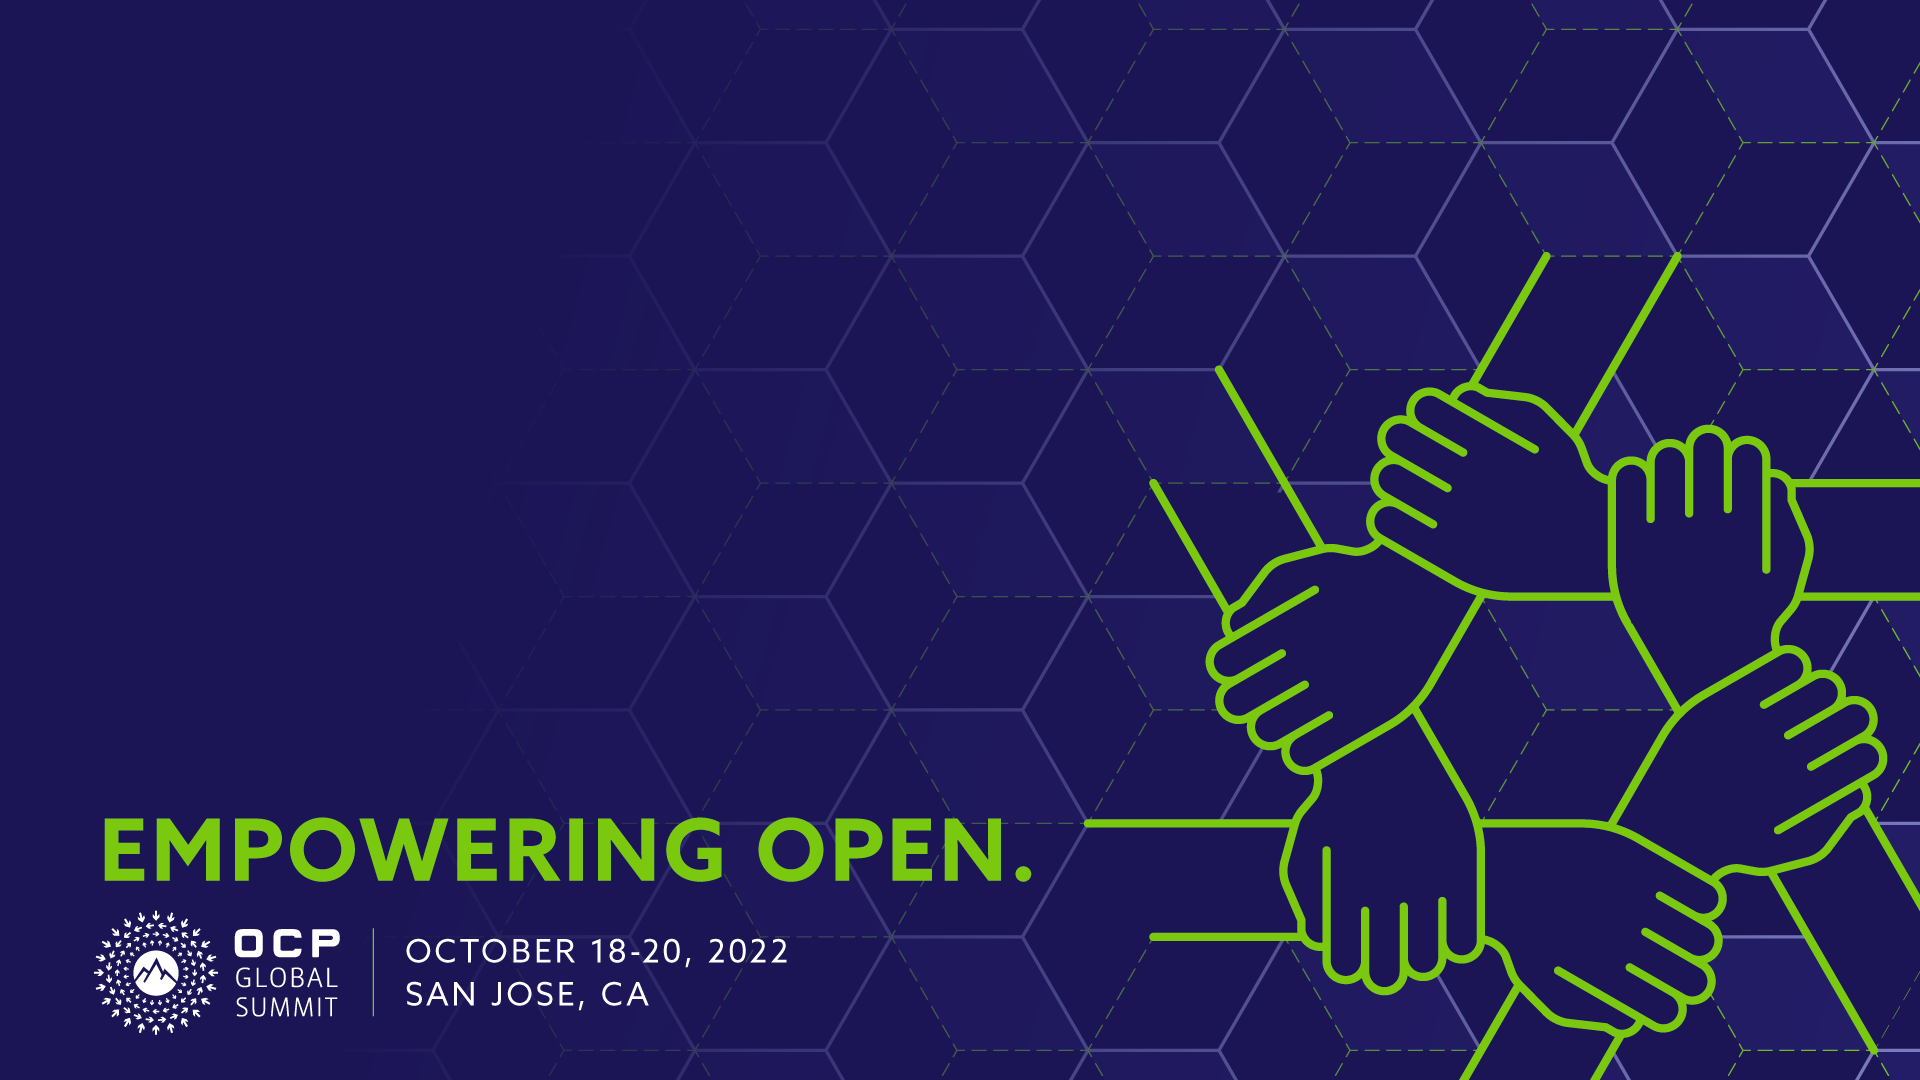 EMPOWERING OPEN.
OCP
GLOBAL
SUMMIT
OCTOBER 18-20, 2022
SAN JOSE, CA